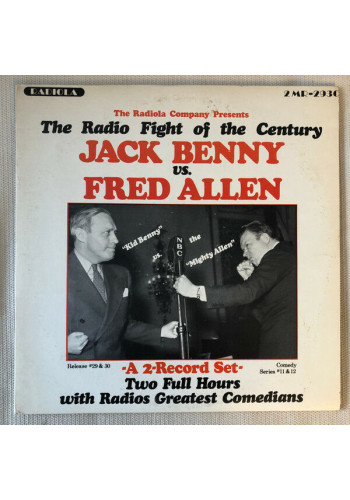 RADIOLA
2MR-2930
The Radiola Company Presents
The Radio Fight of the Century
JACK BENNY
vs.
FRED ALLEN
"Kid Benny"
vs.
the
"Mighty Allen"
NBC
Release #29 & 30
Comedy
Series #11 & 12
-A 2-Record Set-
Two Full Hours
with Radios Greatest Comedians